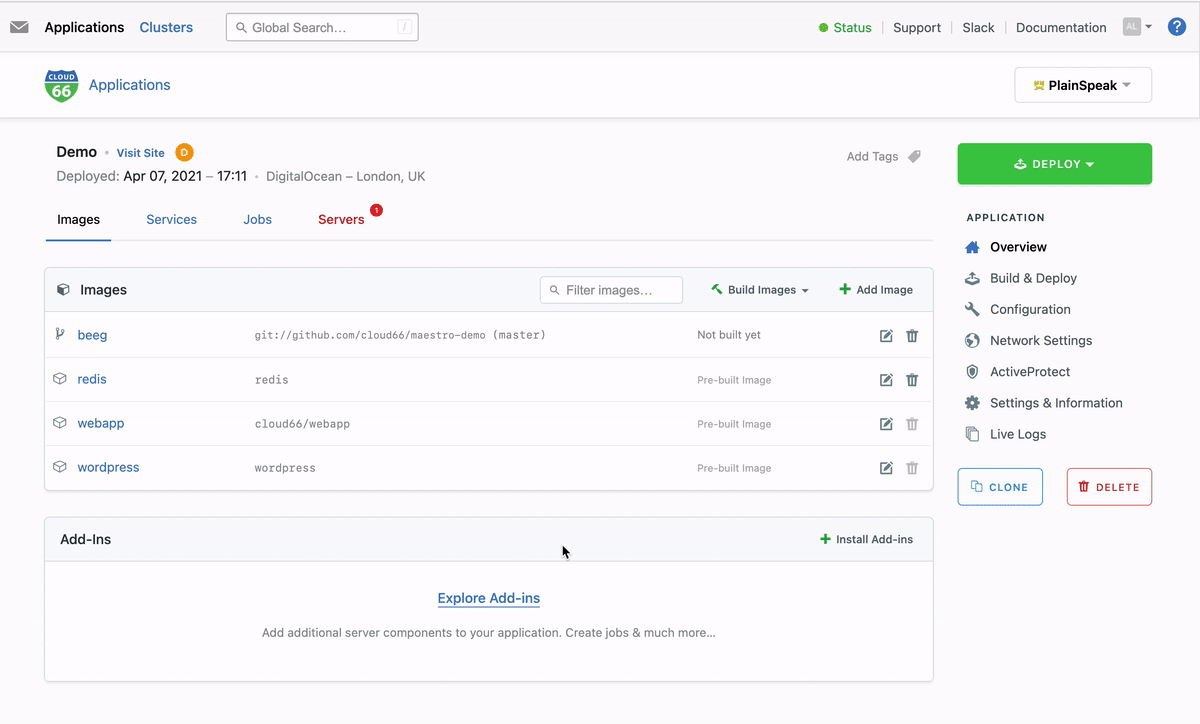 Applications Clusters Global Search... / Status Support Slack Documentation AL ?
CLOUD 66 Applications PlainSpeak
Demo • Visit Site D
Add Tags DEPLOY
Deployed: Apr 07, 2021 – 17:11 • DigitalOcean – London, UK
Images Services Jobs Servers 1
Images Filter images... Build Images Add Image
beeg git://github.com/cloud66/maestro-demo (master) Not built yet
redis redis Pre-built Image
webapp cloud66/webapp Pre-built Image
wordpress wordpress Pre-built Image
Add-Ins Install Add-ins
Explore Add-ins
Add additional server components to your application. Create jobs & much more...
APPLICATION
Overview
Build & Deploy
Configuration
Network Settings
ActiveProtect
Settings & Information
Live Logs
CLONE DELETE